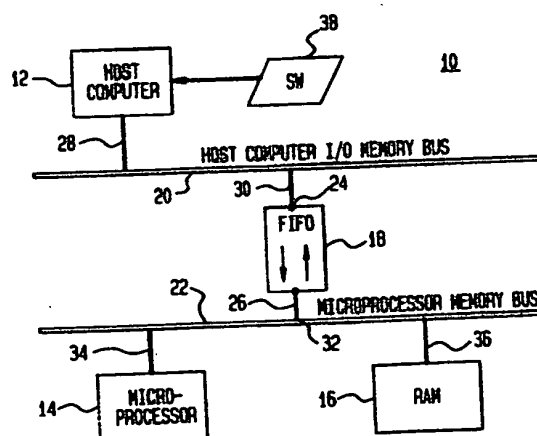 38
12
HOST
COMPUTER
SW
10
28
HOST COMPUTER I/O MEMORY BUS
20
30
24
FIFO
18
26
MICROPROCESSOR MEMORY BUS
22
32
34
36
14
MICRO-
PROCESSOR
16
RAM